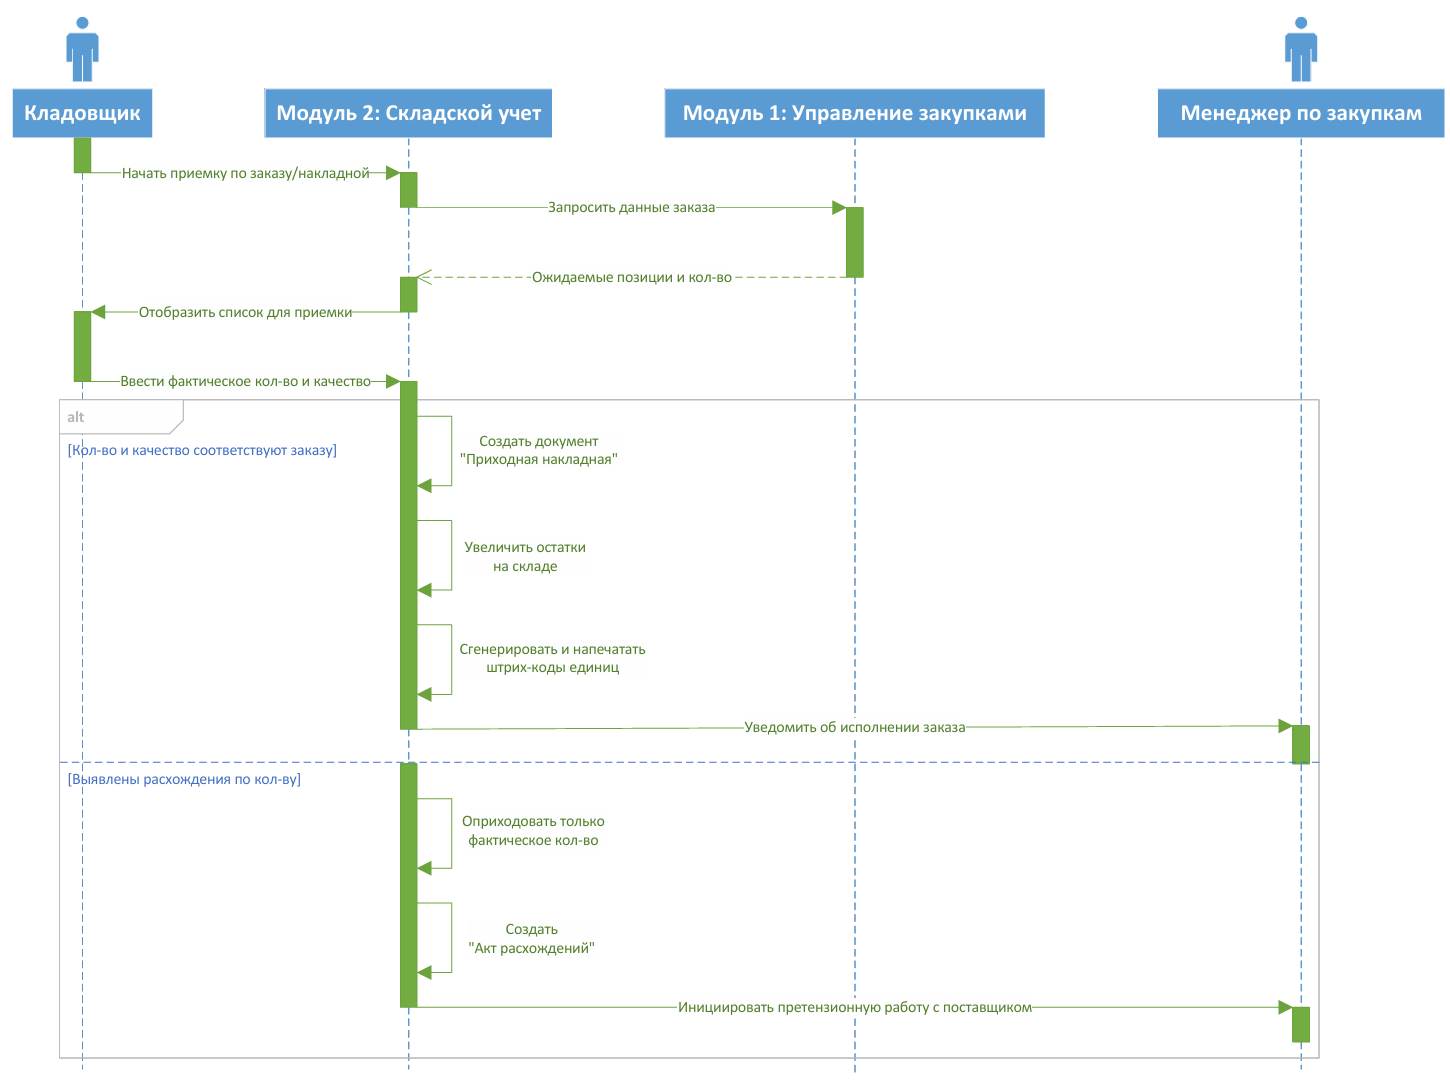 Кладовщик
Модуль 2: Складской учет
Модуль 1: Управление закупками
Менеджер по закупкам
Начать приемку по заказу/накладной
Запросить данные заказа
Ожидаемые позиции и кол-во
Отобразить список для приемки
Ввести фактическое кол-во и качество
alt
[Кол-во и качество соответствуют заказу]
Создать документ
"Приходная накладная"
Увеличить остатки
на складе
Сгенерировать и напечатать
штрих-коды единиц
Уведомить об исполнении заказа
[Выявлены расхождения по кол-ву]
Оприходовать только
фактическое кол-во
Создать
"Акт расхождений"
Инициировать претензионную работу с поставщиком